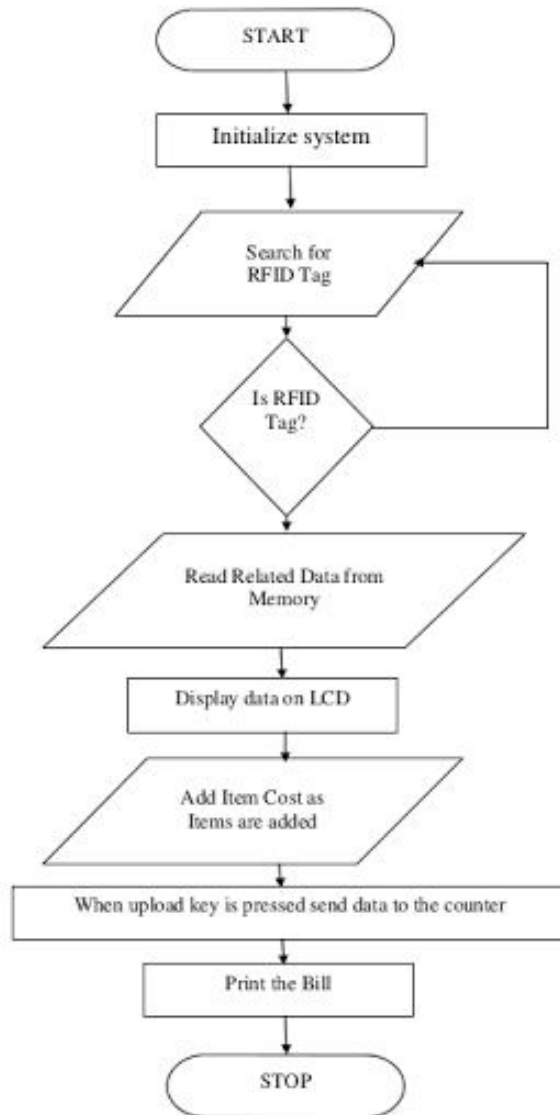 START
Initialize system
Search for
RFID Tag
Is RFID
Tag?
Read Related Data from
Memory
Display data on LCD
Add Item Cost as
Items are added
When upload key is pressed send data to the counter
Print the Bill
STOP